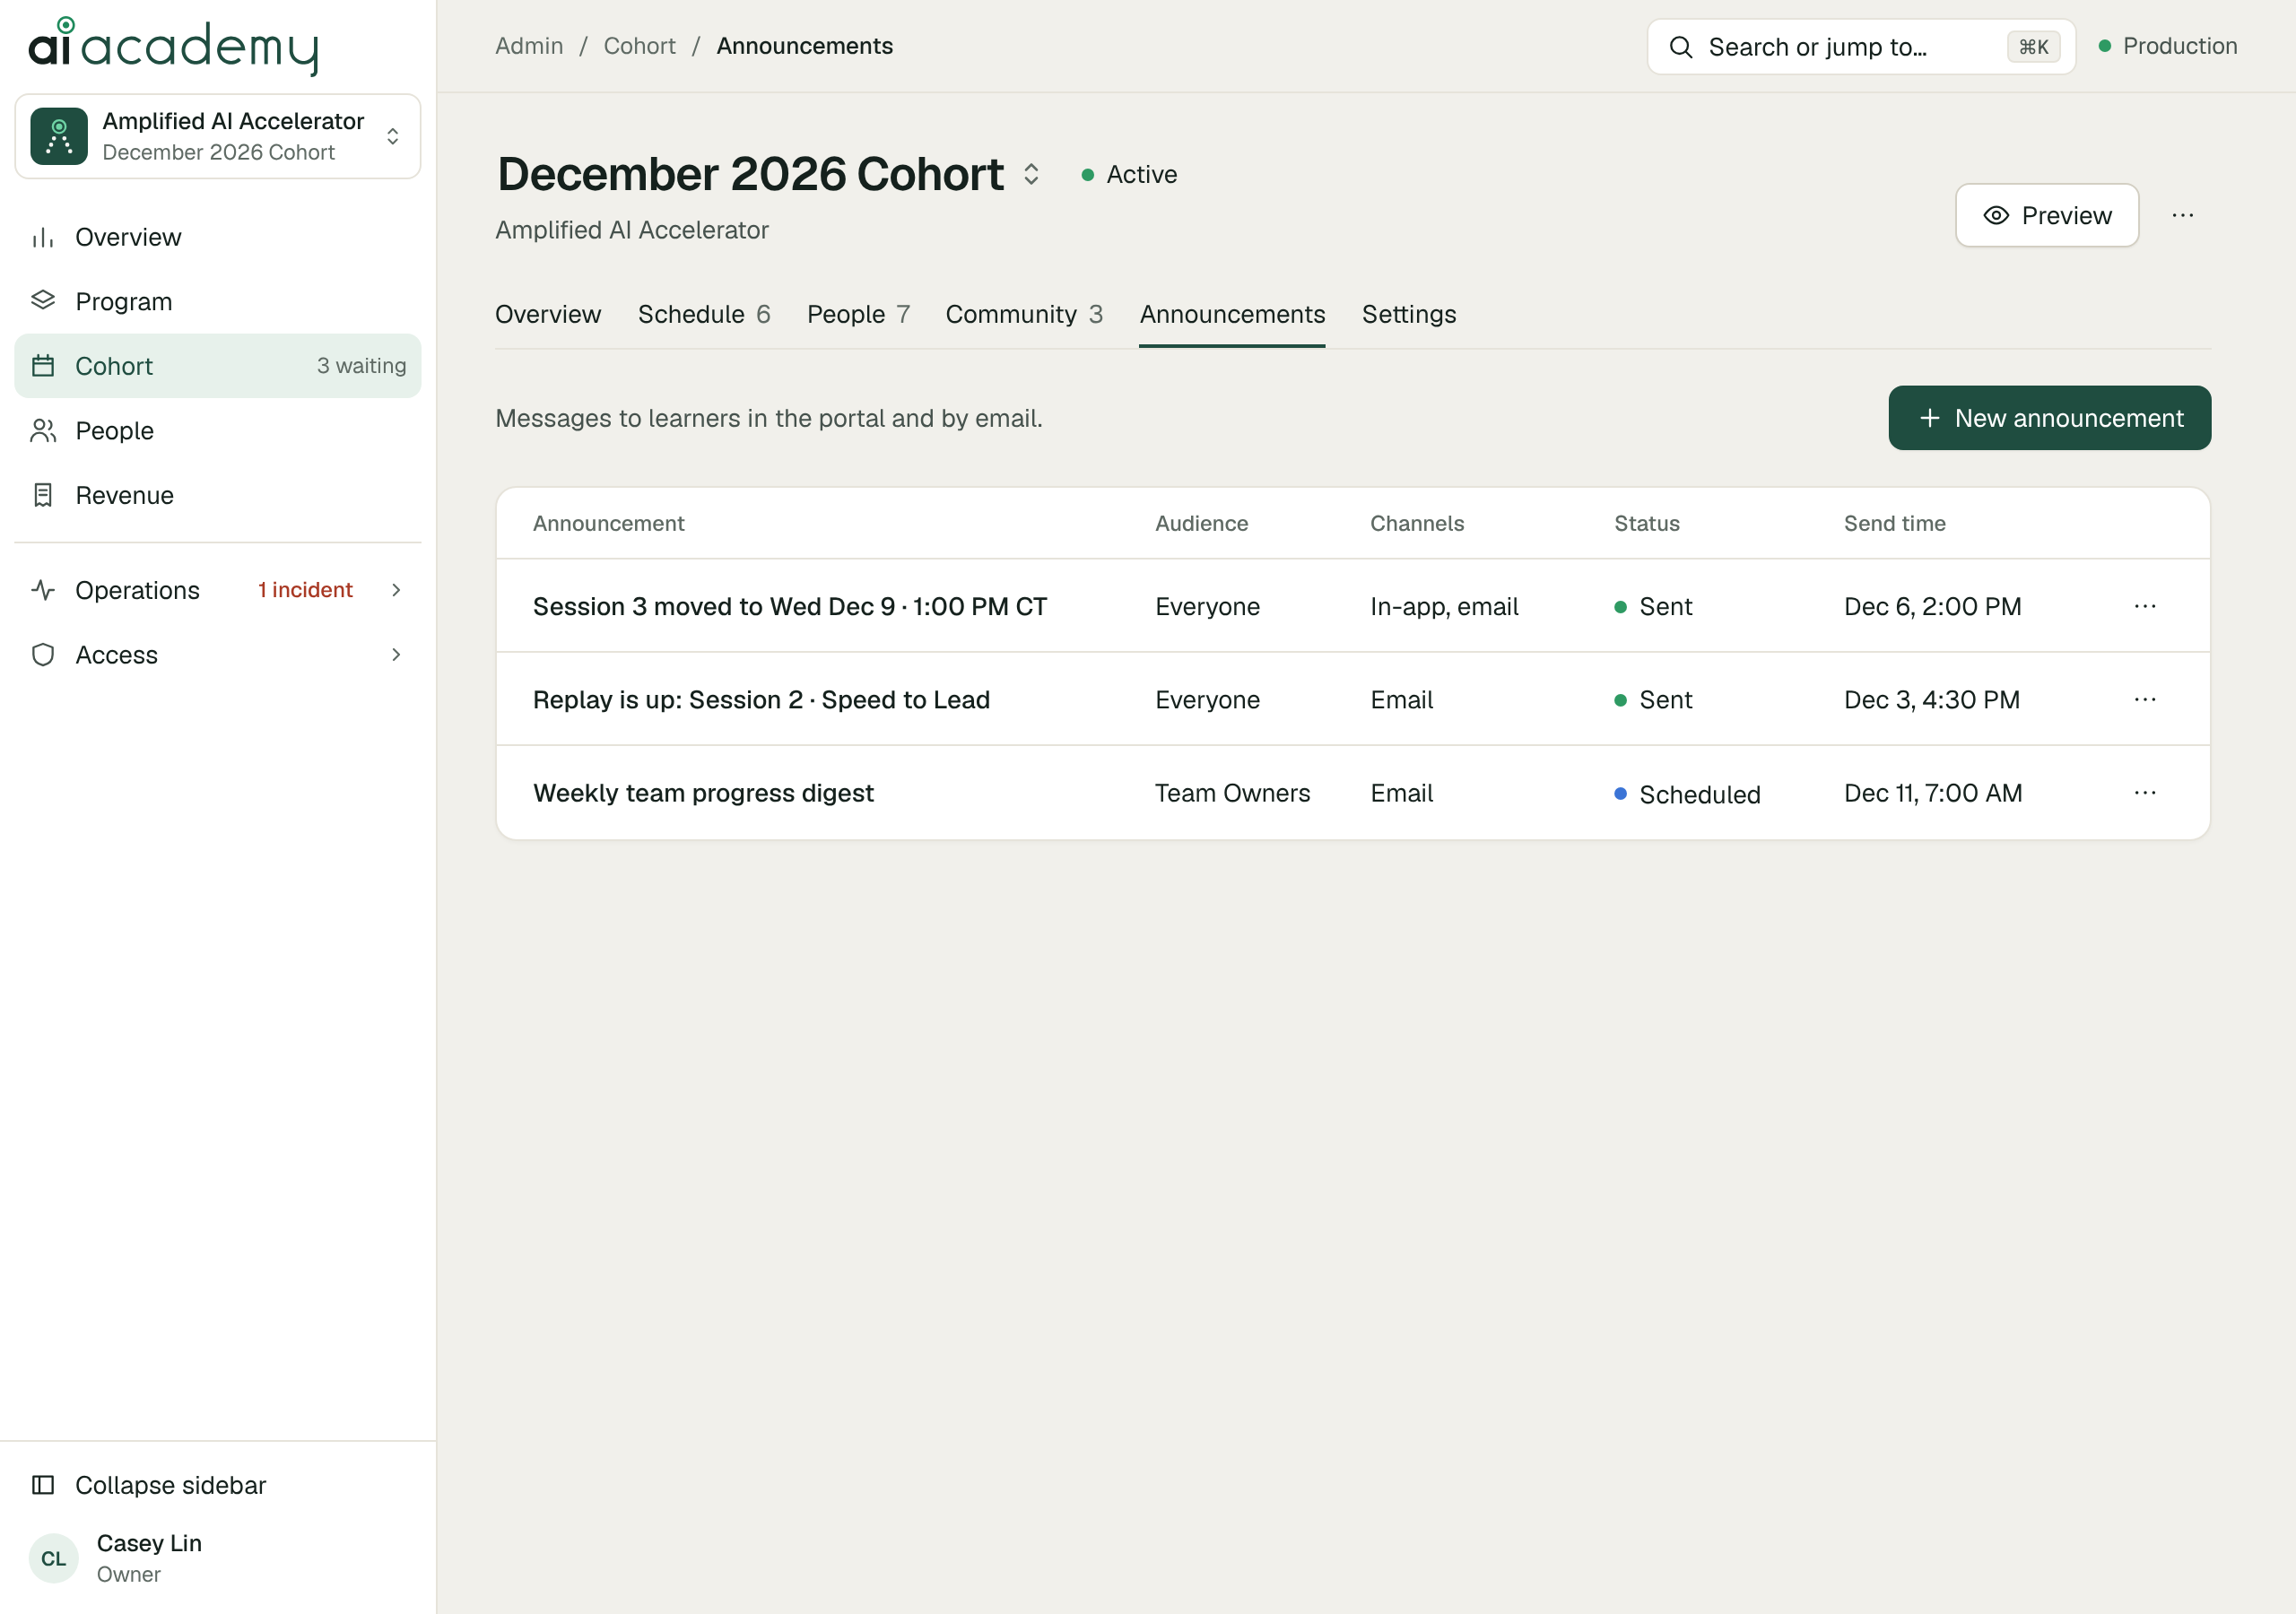 ai academy
Amplified AI Accelerator
December 2026 Cohort
Overview
Program
Cohort 3 waiting
People
Revenue
Operations 1 incident
Access
Collapse sidebar
CL
Casey Lin
Owner
Admin / Cohort / Announcements
Search or jump to… ⌘K
Production
December 2026 Cohort
Active
Amplified AI Accelerator
Preview
Overview Schedule 6 People 7 Community 3 Announcements Settings
Messages to learners in the portal and by email.
New announcement
Announcement Audience Channels Status Send time
Session 3 moved to Wed Dec 9 · 1:00 PM CT Everyone In-app, email Sent Dec 6, 2:00 PM
Replay is up: Session 2 · Speed to Lead Everyone Email Sent Dec 3, 4:30 PM
Weekly team progress digest Team Owners Email Scheduled Dec 11, 7:00 AM